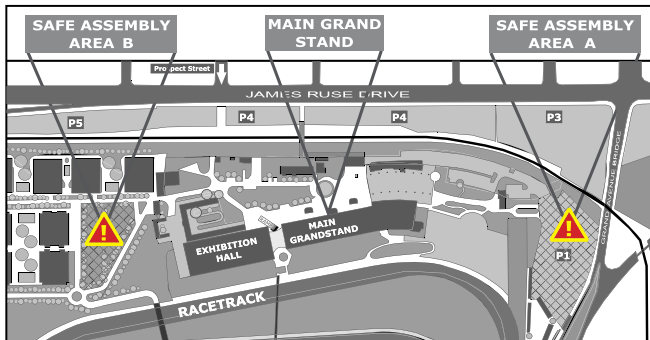 SAFE ASSEMBLY
AREA B
MAIN GRAND
STAND
SAFE ASSEMBLY
AREA A
Prospect Street
JAMES RUSE DRIVE
P5
P4
P4
P3
GRAND AVENUE BRIDGE
EXHIBITION
HALL
MAIN
GRANDSTAND
P1
RACETRACK